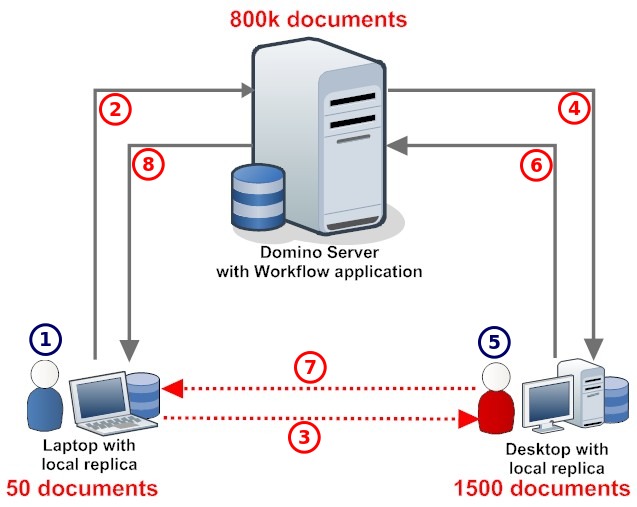 800k documents
2
4
8
6
Domino Server
with Workflow application
1
5
7
3
Laptop with
local replica
50 documents
Desktop with
local replica
1500 documents